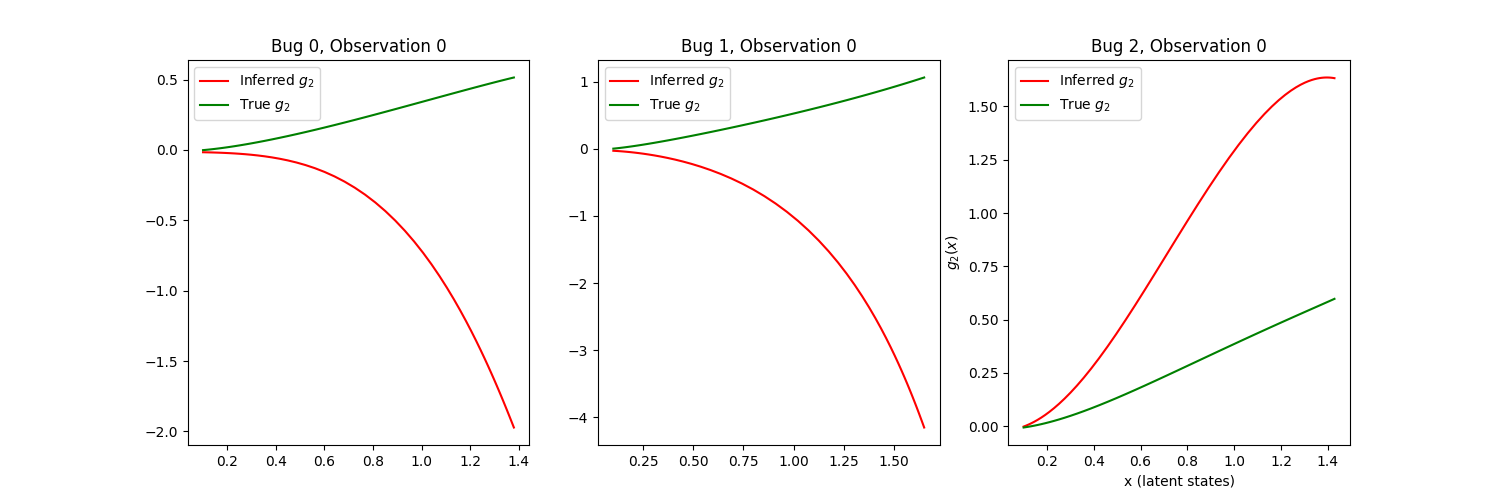 Bug 0, Observation 0
Inferred g₂
True g₂
0.5
0.0
−0.5
−1.0
−1.5
−2.0
0.2 0.4 0.6 0.8 1.0 1.2 1.4
Bug 1, Observation 0
Inferred g₂
True g₂
1
0
−1
−2
−3
−4
0.25 0.50 0.75 1.00 1.25 1.50
Bug 2, Observation 0
Inferred g₂
True g₂
g₂(x)
1.50
1.25
1.00
0.75
0.50
0.25
0.00
0.2 0.4 0.6 0.8 1.0 1.2 1.4
x (latent states)